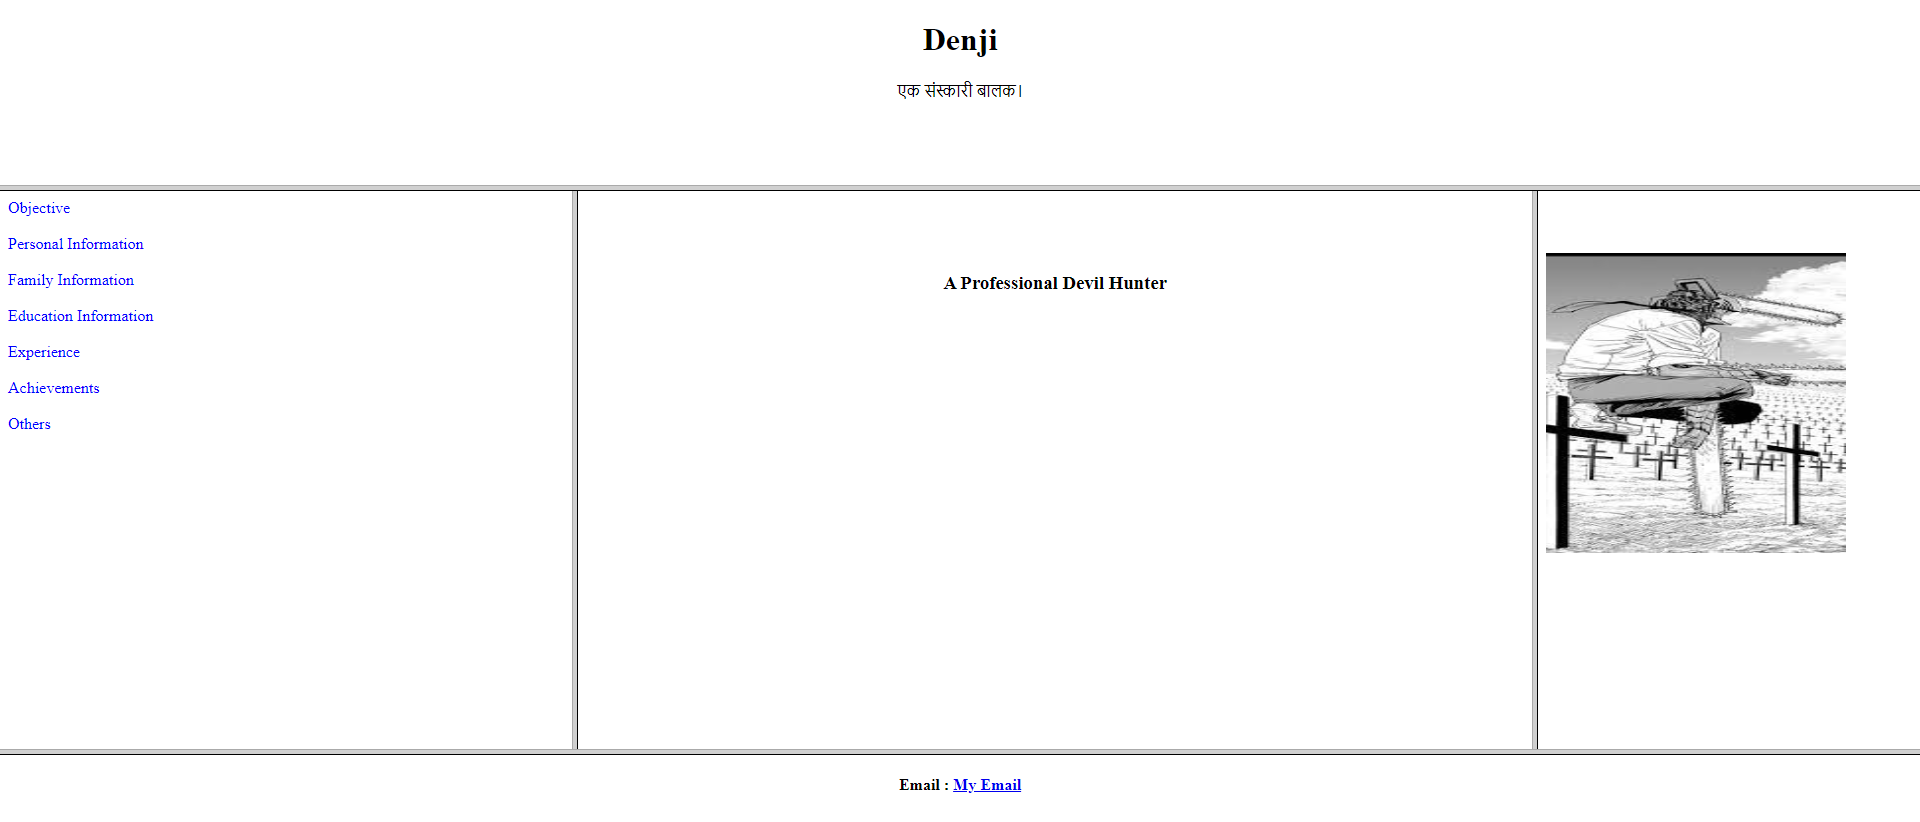 Denji
एक संस्कारी बालक।
Objective
Personal Information
Family Information
Education Information
Experience
Achievements
Others
A Professional Devil Hunter
Email : My Email